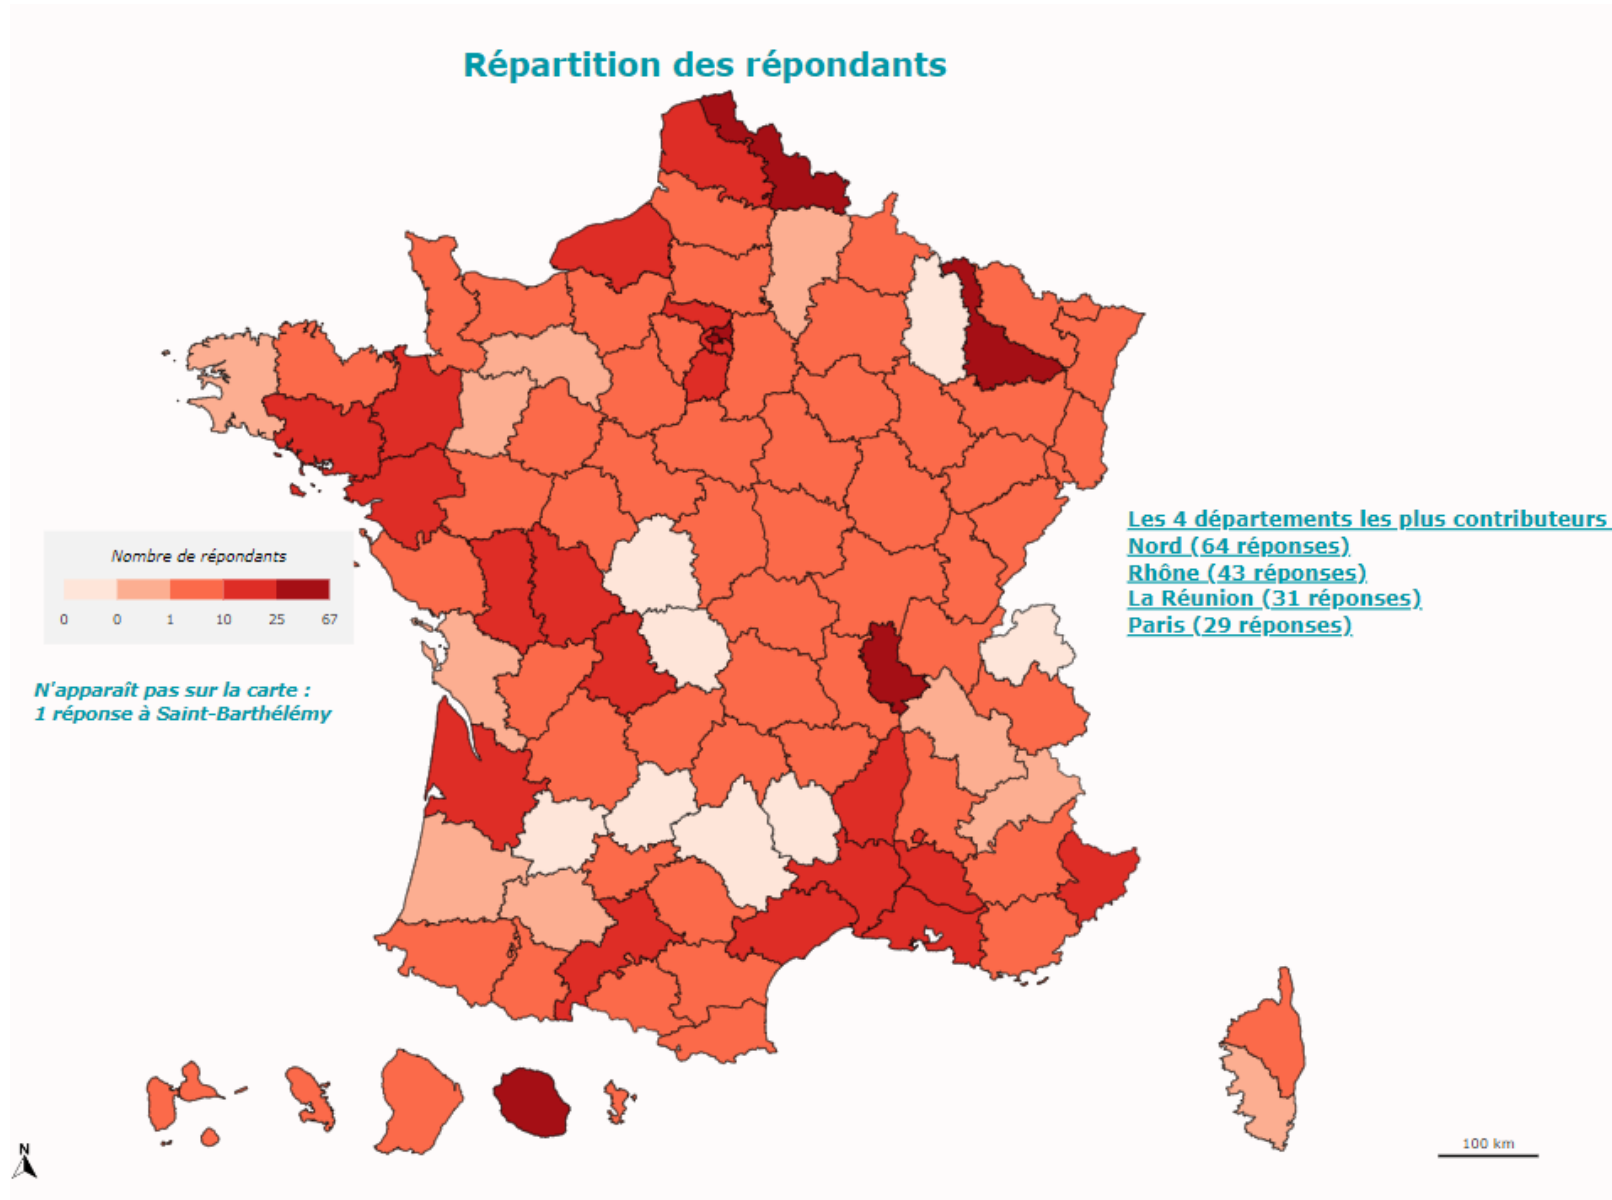 Répartition des répondants
Les 4 départements les plus contributeurs
Nord (64 réponses)
Rhône (43 réponses)
La Réunion (31 réponses)
Paris (29 réponses)
Nombre de répondants
0 0 1 10 25 67
N'apparaît pas sur la carte :
1 réponse à Saint-Barthélémy
N
100 km